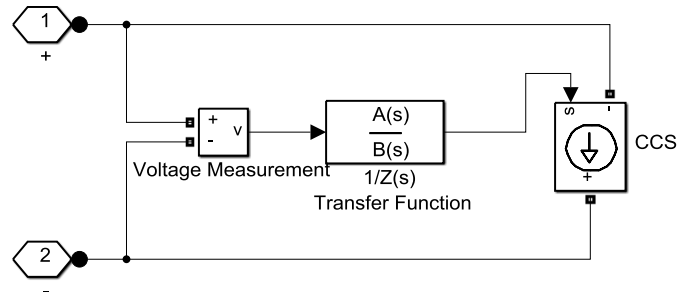 1
+
+
-
v
Voltage Measurement
A(s)
B(s)
1/Z(s)
Transfer Function
s
-
+
CCS
2
-